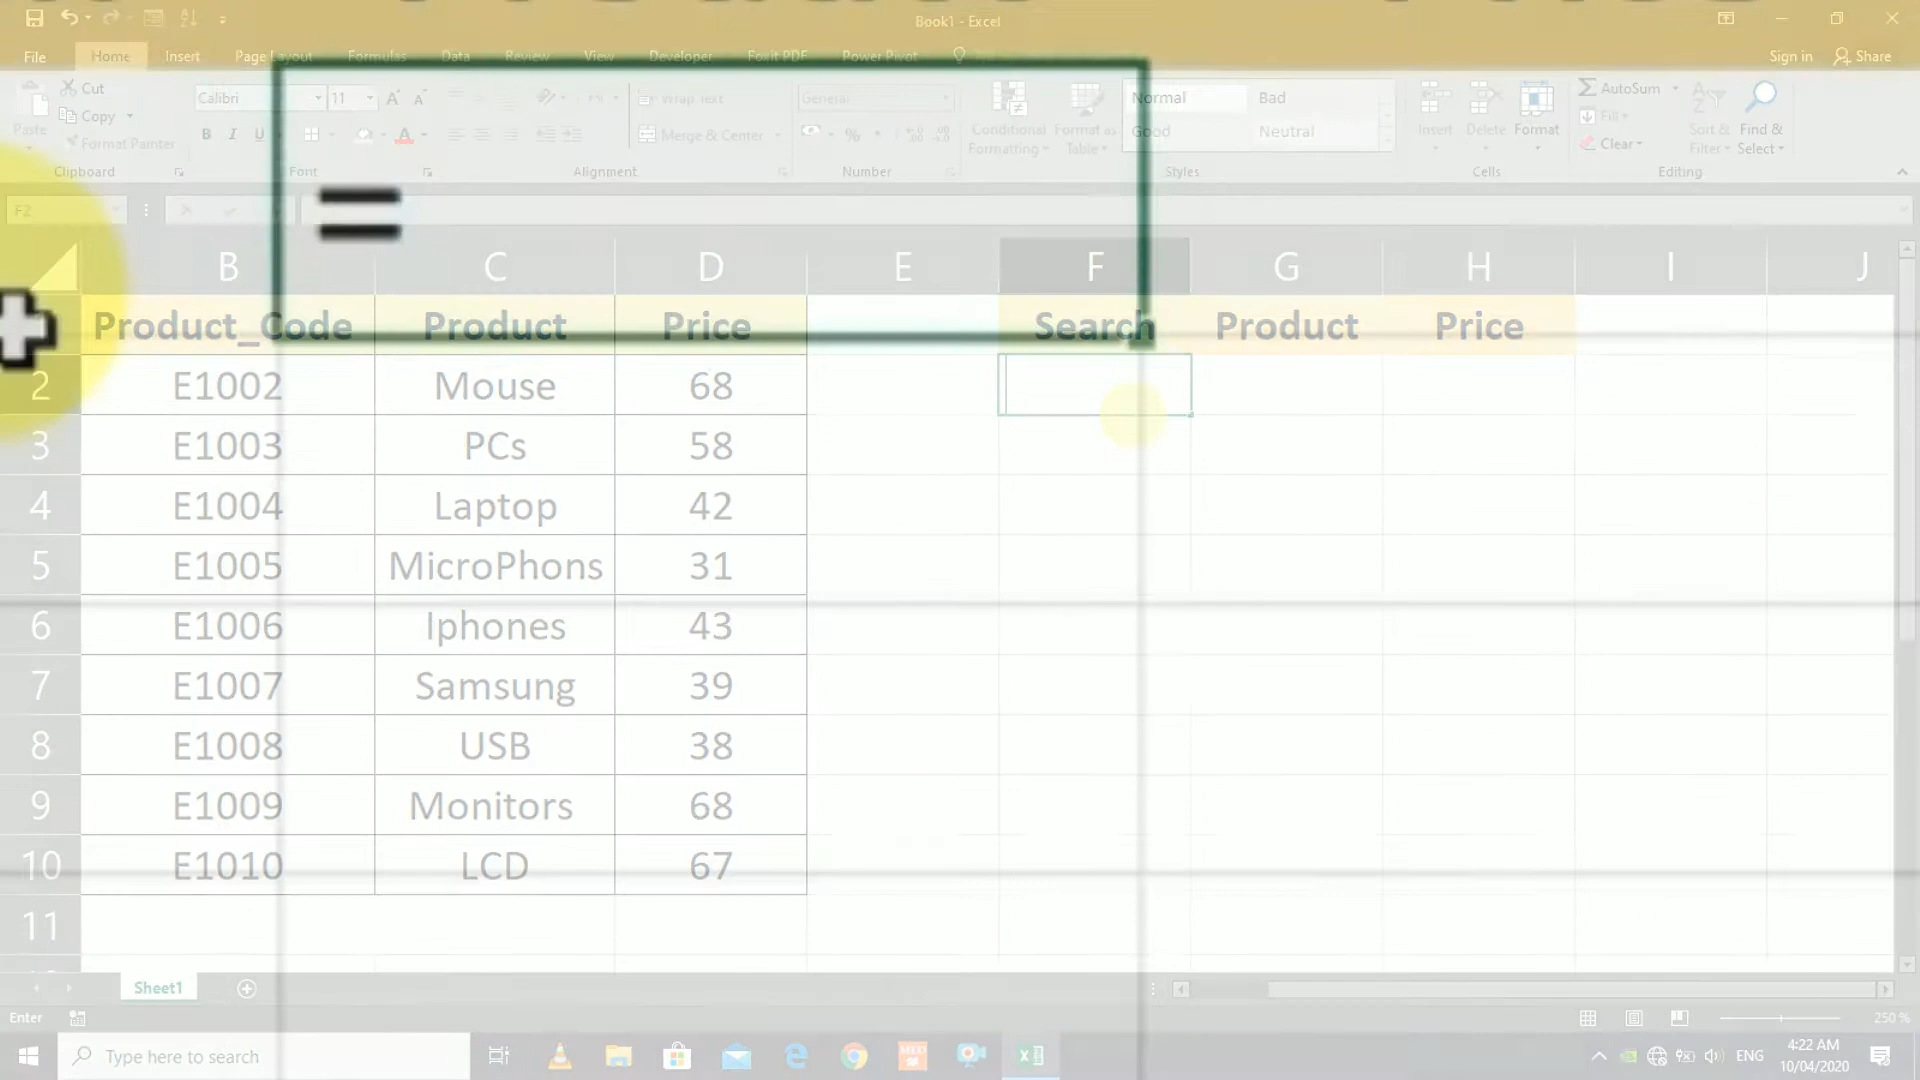 Book1 - Excel
File Home Insert Page Layout Formulas Data Review View Developer Foxit PDF Power Pivot Sign in Share
Cut
Copy
Format Painter
Paste
Clipboard
Calibri 11
B I U
Font
Wrap Text
Merge & Center
Alignment
General
%
Number
Conditional Formatting
Format as Table
Normal Bad
Good Neutral
Styles
Insert Delete Format
Cells
AutoSum
Fill
Clear
Sort & Filter
Find & Select
Editing
F2
=
B C D E F G H I J
Product_Code Product Price Search Product Price
2 E1002 Mouse 68
3 E1003 PCs 58
4 E1004 Laptop 42
5 E1005 MicroPhons 31
6 E1006 Iphones 43
7 E1007 Samsung 39
8 E1008 USB 38
9 E1009 Monitors 68
10 E1010 LCD 67
11
Sheet1
Enter 250 %
Type here to search
ENG
4:22 AM
10/04/2020